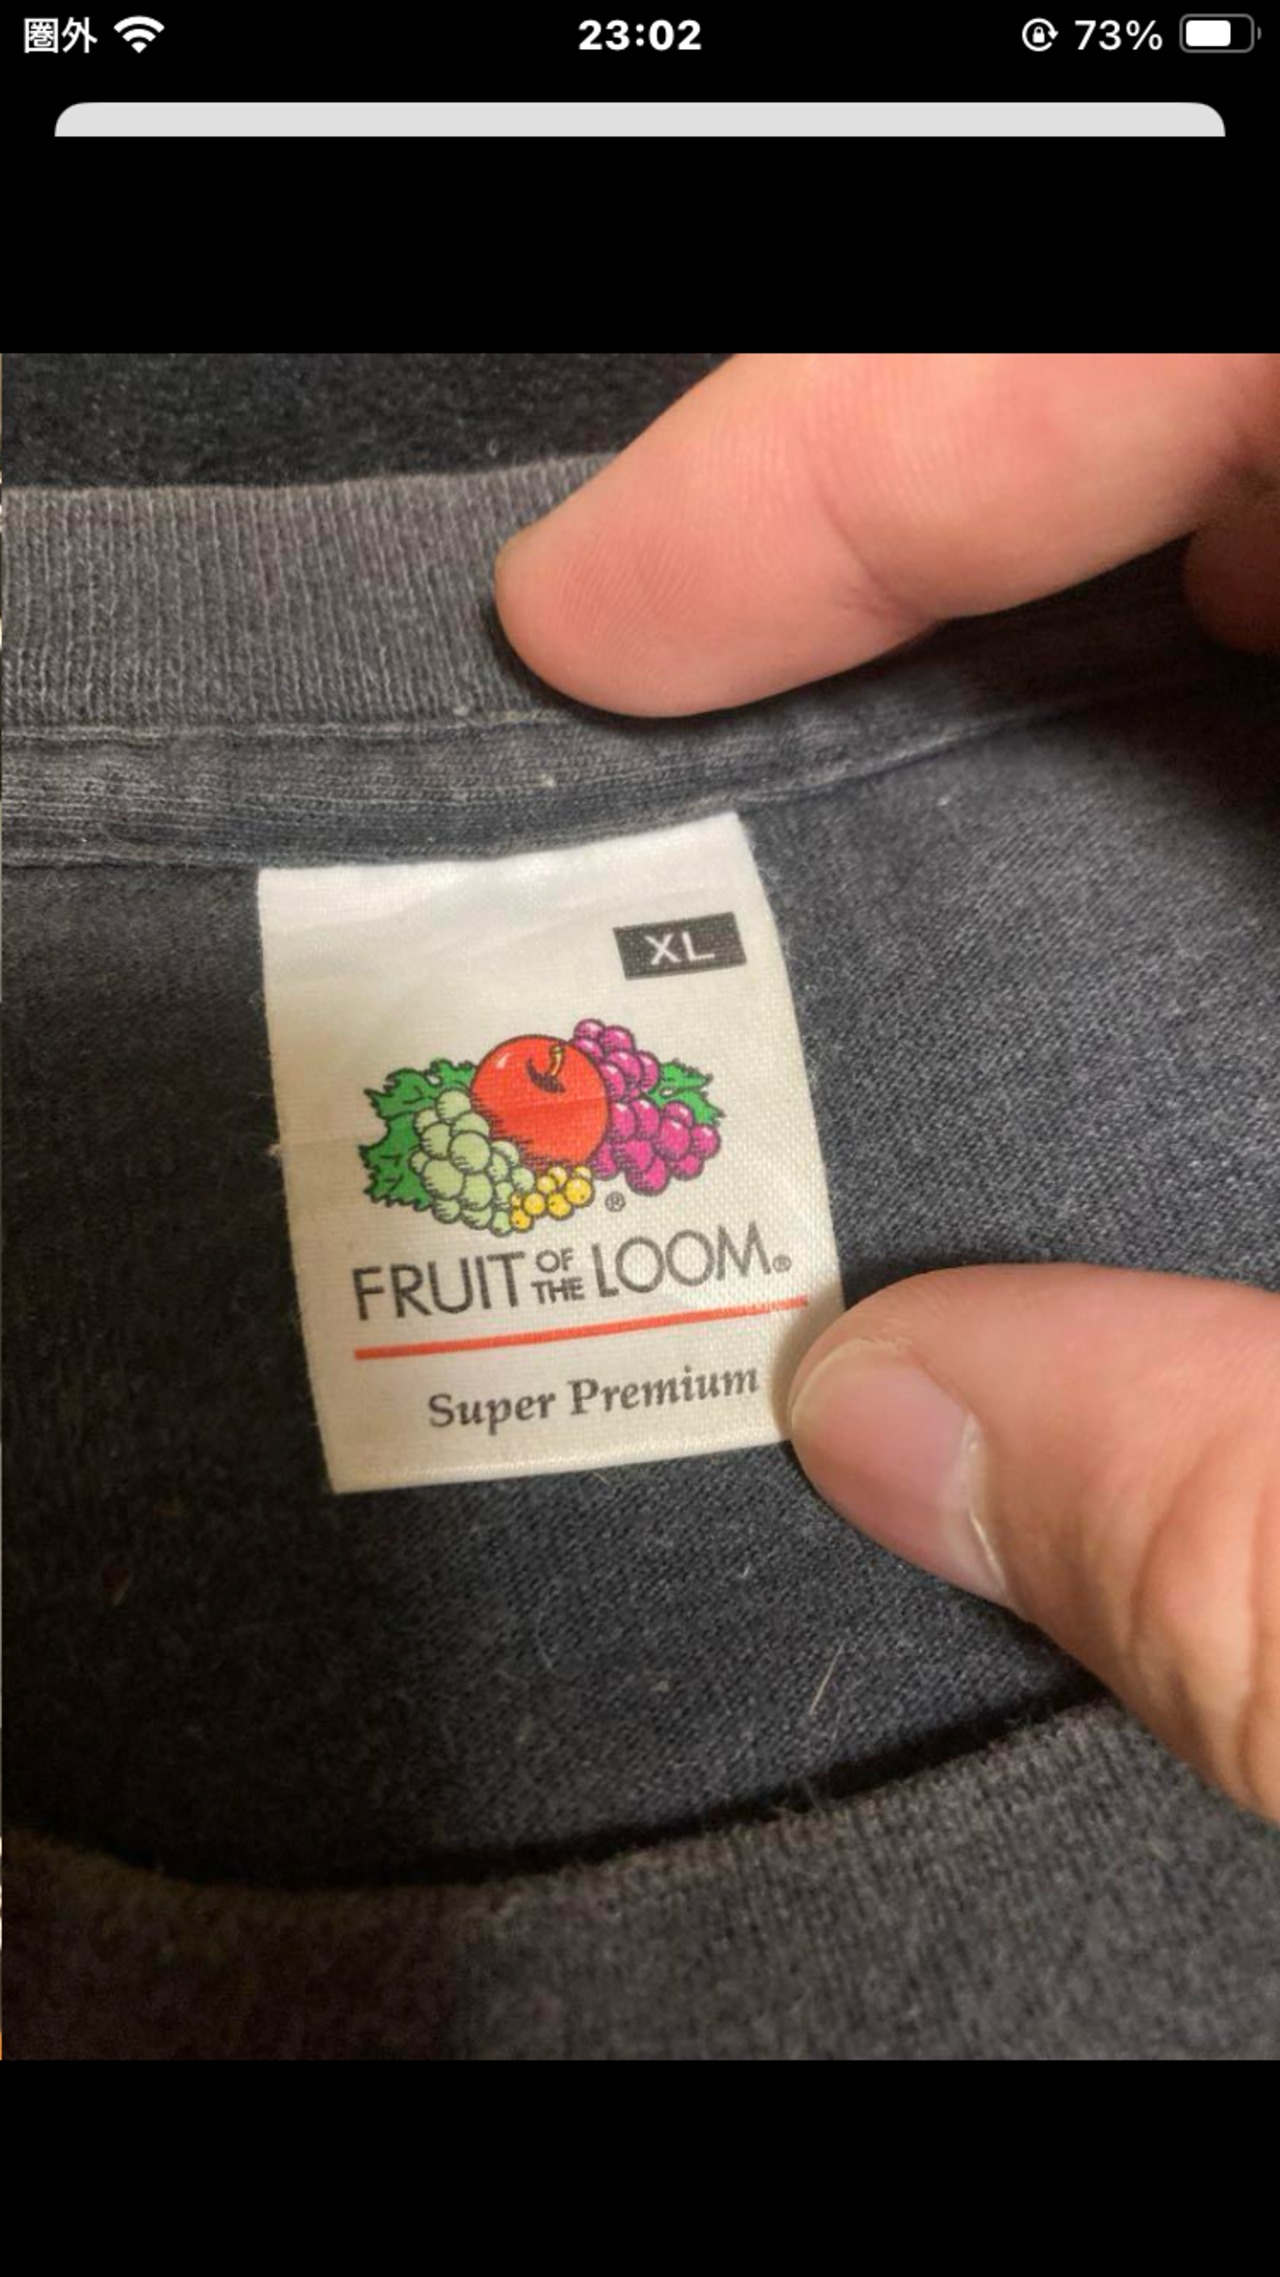 圏外 23:02 73%
XL
®
FRUIT OF THE LOOM®
Super Premium